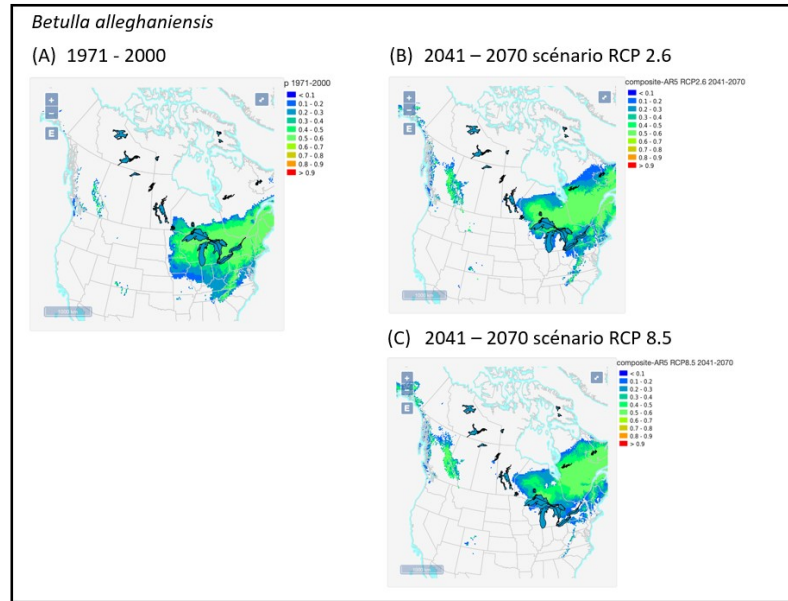 Betulla alleghaniensis
(A) 1971 - 2000
(B) 2041 – 2070 scénario RCP 2.6
p 1971-2000
< 0.1
0.1 - 0.2
0.2 - 0.3
0.3 - 0.4
0.4 - 0.5
0.5 - 0.6
0.6 - 0.7
0.7 - 0.8
0.8 - 0.9
> 0.9
+
−
E
composite-AR5 RCP2.6 2041-2070
< 0.1
0.1 - 0.2
0.2 - 0.3
0.3 - 0.4
0.4 - 0.5
0.5 - 0.6
0.6 - 0.7
0.7 - 0.8
0.8 - 0.9
> 0.9
+
−
E
(C) 2041 – 2070 scénario RCP 8.5
composite-AR5 RCP8.5 2041-2070
< 0.1
0.1 - 0.2
0.2 - 0.3
0.3 - 0.4
0.4 - 0.5
0.5 - 0.6
0.6 - 0.7
0.7 - 0.8
0.8 - 0.9
> 0.9
+
−
E